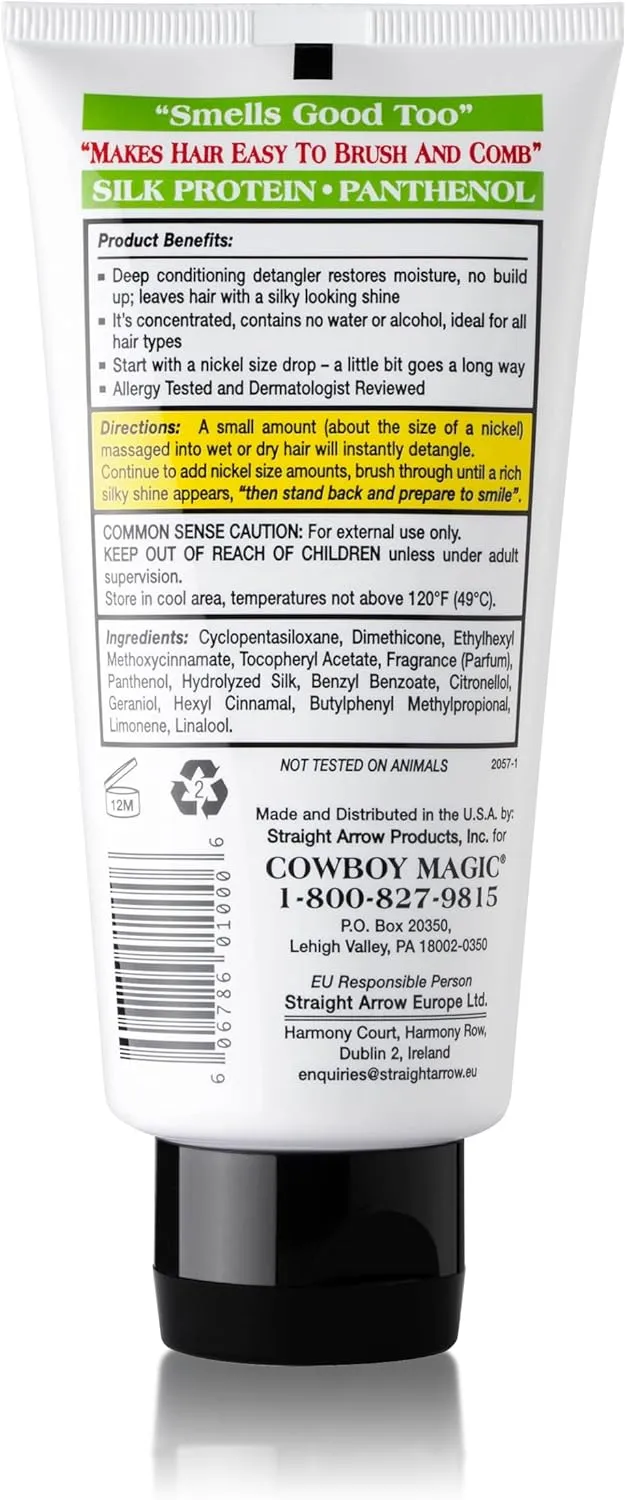 “Smells Good Too”
“MAKES HAIR EASY TO BRUSH AND COMB”
SILK PROTEIN • PANTHENOL
Product Benefits:
▪ Deep conditioning detangler restores moisture, no build
up; leaves hair with a silky looking shine
▪ It's concentrated, contains no water or alcohol, ideal for all
hair types
▪ Start with a nickel size drop – a little bit goes a long way
▪ Allergy Tested and Dermatologist Reviewed
Directions: A small amount (about the size of a nickel)
massaged into wet or dry hair will instantly detangle.
Continue to add nickel size amounts, brush through until a rich
silky shine appears, “then stand back and prepare to smile”.
COMMON SENSE CAUTION: For external use only.
KEEP OUT OF REACH OF CHILDREN unless under adult
supervision.
Store in cool area, temperatures not above 120°F (49°C).
Ingredients: Cyclopentasiloxane, Dimethicone, Ethylhexyl
Methoxycinnamate, Tocopheryl Acetate, Fragrance (Parfum),
Panthenol, Hydrolyzed Silk, Benzyl Benzoate, Citronellol,
Geraniol, Hexyl Cinnamal, Butylphenyl Methylpropional,
Limonene, Linalool.
NOT TESTED ON ANIMALS 2057-1
12M
2
Made and Distributed in the U.S.A. by:
Straight Arrow Products, Inc. for
COWBOY MAGIC®
1-800-827-9815
P.O. Box 20350,
Lehigh Valley, PA 18002-0350
EU Responsible Person
Straight Arrow Europe Ltd.
Harmony Court, Harmony Row,
Dublin 2, Ireland
enquiries@straightarrow.eu
6 06786 01000 6